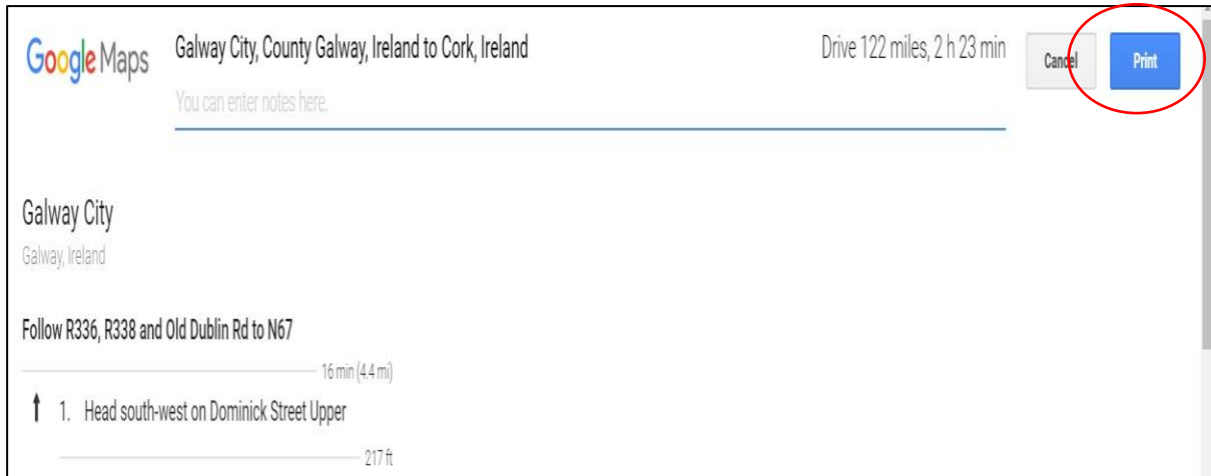 Google Maps
Galway City, County Galway, Ireland to Cork, Ireland
Drive 122 miles, 2 h 23 min
Cancel
Print
You can enter notes here.
Galway City
Galway, Ireland
Follow R336, R338 and Old Dublin Rd to N67
16 min (4.4 mi)
1. Head south-west on Dominick Street Upper
217 ft